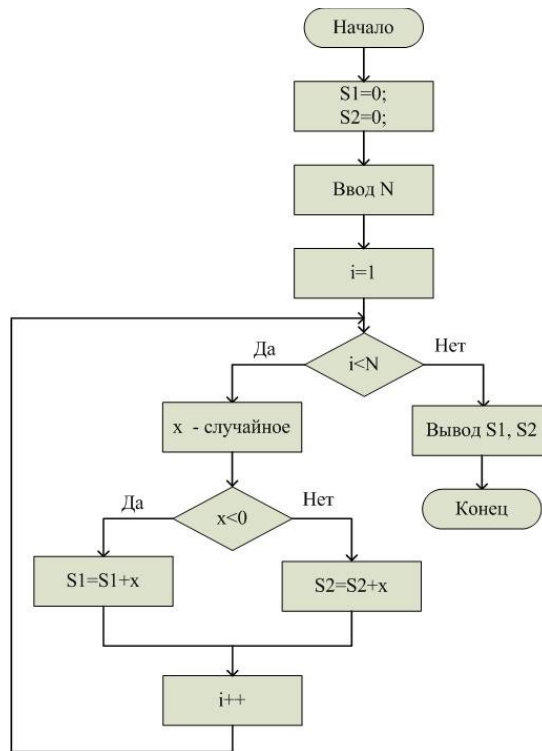 Начало
S1=0;
S2=0;
Ввод N
i=1
Да
i<N
Нет
x - случайное
Вывод S1, S2
Да
x<0
Нет
Конец
S1=S1+x
S2=S2+x
i++